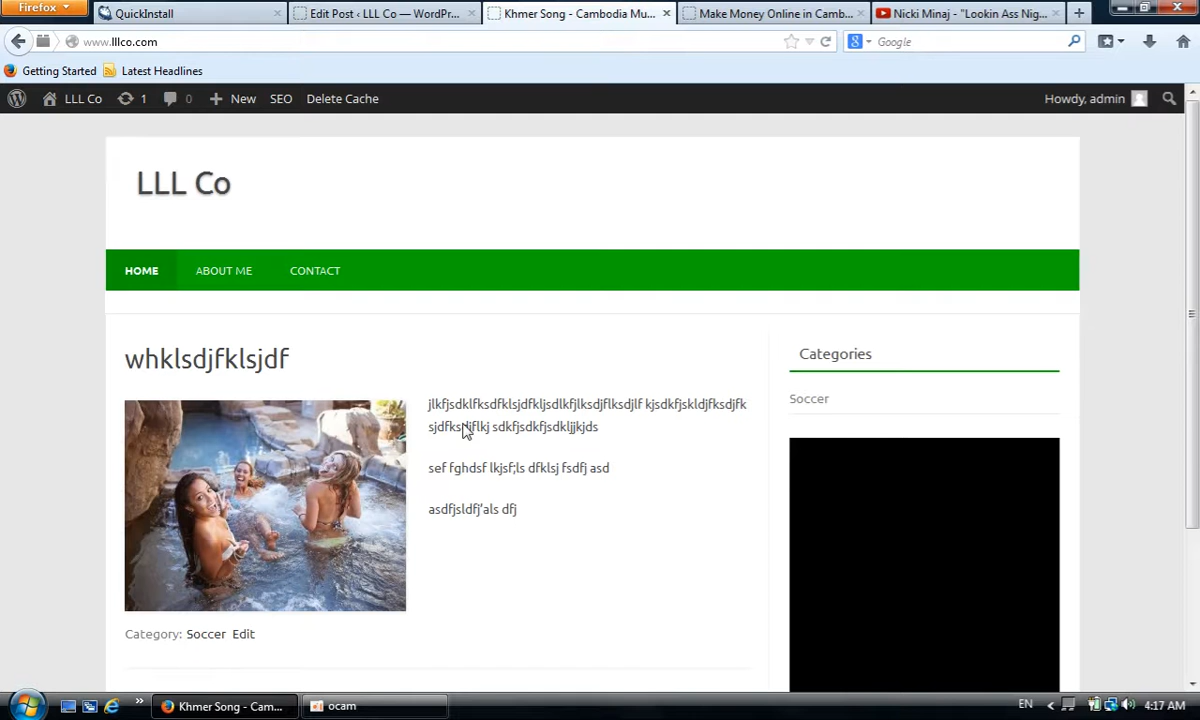 Firefox
QuickInstall
Edit Post ‹ LLL Co — WordPr...
Khmer Song - Cambodia Mu...
Make Money Online in Camb...
Nicki Minaj - "Lookin Ass Nig...
www.lllco.com
Google
Getting Started
Latest Headlines
LLL Co
1
0
New
SEO
Delete Cache
Howdy, admin
LLL Co
HOME
ABOUT ME
CONTACT
whklsdjfklsjdf
jlkfjsdklfksdfklsjdfkljsdlkfjlksdjflksdjlf kjsdkfjskldjfksdjfk
sjdfksdjflkj sdkfjsdkfjsdkljjkjds
sef fghdsf lkjsf;ls dfklsj fsdfj asd
asdfjsldfj'als dfj
Category: Soccer Edit
Categories
Soccer
Khmer Song - Cam...
ocam
EN
4:17 AM